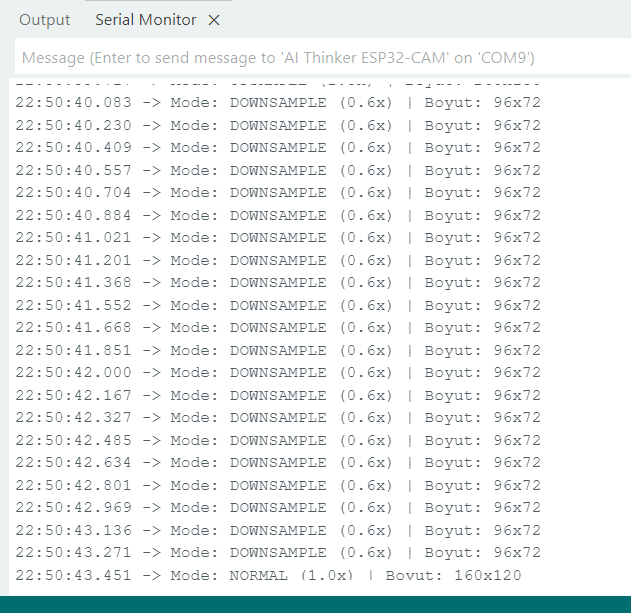 Output Serial Monitor ×
Message (Enter to send message to 'AI Thinker ESP32-CAM' on 'COM9')
22:50:40.083 -> Mode: DOWNSAMPLE (0.6x) | Boyut: 96x72
22:50:40.230 -> Mode: DOWNSAMPLE (0.6x) | Boyut: 96x72
22:50:40.409 -> Mode: DOWNSAMPLE (0.6x) | Boyut: 96x72
22:50:40.557 -> Mode: DOWNSAMPLE (0.6x) | Boyut: 96x72
22:50:40.704 -> Mode: DOWNSAMPLE (0.6x) | Boyut: 96x72
22:50:40.884 -> Mode: DOWNSAMPLE (0.6x) | Boyut: 96x72
22:50:41.021 -> Mode: DOWNSAMPLE (0.6x) | Boyut: 96x72
22:50:41.201 -> Mode: DOWNSAMPLE (0.6x) | Boyut: 96x72
22:50:41.368 -> Mode: DOWNSAMPLE (0.6x) | Boyut: 96x72
22:50:41.552 -> Mode: DOWNSAMPLE (0.6x) | Boyut: 96x72
22:50:41.668 -> Mode: DOWNSAMPLE (0.6x) | Boyut: 96x72
22:50:41.851 -> Mode: DOWNSAMPLE (0.6x) | Boyut: 96x72
22:50:42.000 -> Mode: DOWNSAMPLE (0.6x) | Boyut: 96x72
22:50:42.167 -> Mode: DOWNSAMPLE (0.6x) | Boyut: 96x72
22:50:42.327 -> Mode: DOWNSAMPLE (0.6x) | Boyut: 96x72
22:50:42.485 -> Mode: DOWNSAMPLE (0.6x) | Boyut: 96x72
22:50:42.634 -> Mode: DOWNSAMPLE (0.6x) | Boyut: 96x72
22:50:42.801 -> Mode: DOWNSAMPLE (0.6x) | Boyut: 96x72
22:50:42.969 -> Mode: DOWNSAMPLE (0.6x) | Boyut: 96x72
22:50:43.136 -> Mode: DOWNSAMPLE (0.6x) | Boyut: 96x72
22:50:43.271 -> Mode: DOWNSAMPLE (0.6x) | Boyut: 96x72
22:50:43.451 -> Mode: NORMAL (1.0x) | Boyut: 160x120